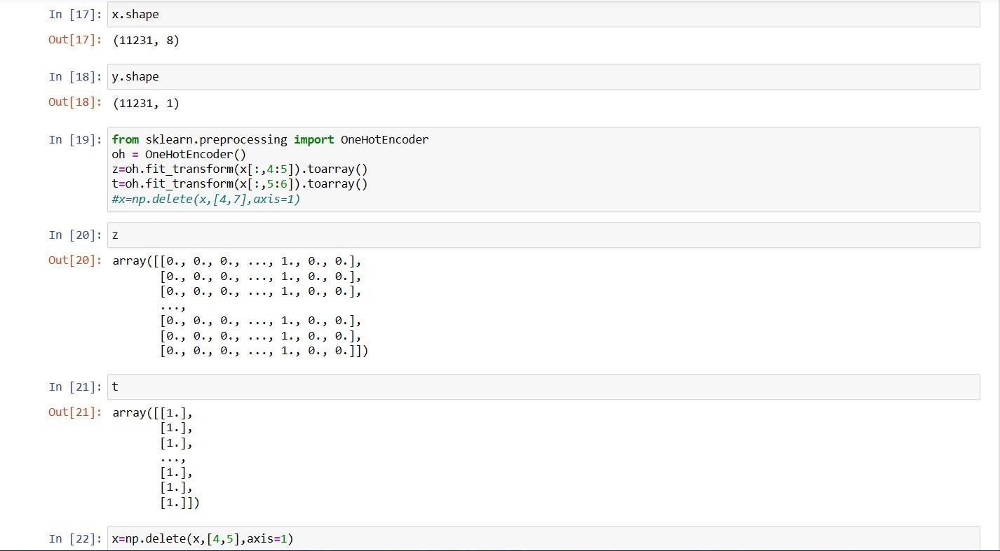 In [17]: x.shape
Out[17]: (11231, 8)
In [18]: y.shape
Out[18]: (11231, 1)
In [19]: from sklearn.preprocessing import OneHotEncoder
oh = OneHotEncoder()
z=oh.fit_transform(x[:,4:5]).toarray()
t=oh.fit_transform(x[:,5:6]).toarray()
#x=np.delete(x,[4,7],axis=1)
In [20]: z
Out[20]: array([[0., 0., 0., ..., 1., 0., 0.],
[0., 0., 0., ..., 1., 0., 0.],
[0., 0., 0., ..., 1., 0., 0.],
...,
[0., 0., 0., ..., 1., 0., 0.],
[0., 0., 0., ..., 1., 0., 0.],
[0., 0., 0., ..., 1., 0., 0.]])
In [21]: t
Out[21]: array([[1.],
[1.],
[1.],
...,
[1.],
[1.],
[1.]])
In [22]: x=np.delete(x,[4,5],axis=1)